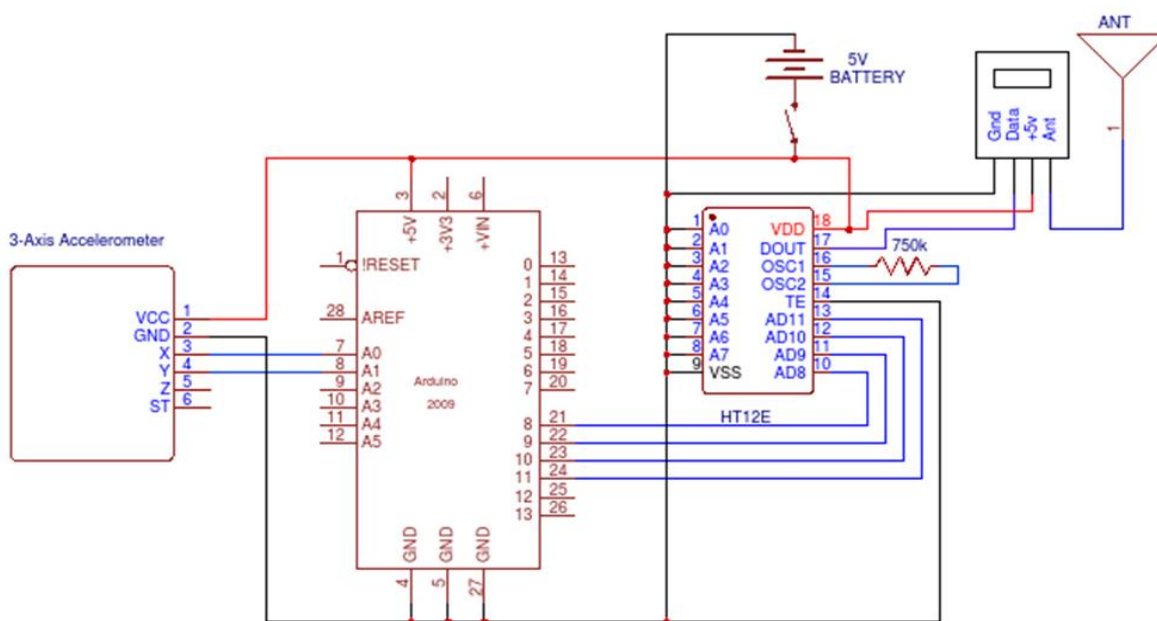 ANT
1
5V
BATTERY
Gnd
Data
+5v
Ant
3-Axis Accelerometer
VCC 1
GND 2
X 3
Y 4
Z 5
ST 6
3 2 6
+5V +3V3 +VIN
1 !RESET
28 AREF
7 A0
8 A1
9 A2
10 A3
11 A4
12 A5
Arduino
2009
0 13
1 14
2 15
3 16
4 17
5 18
6 19
7 20
8 21
9 22
10 23
11 24
12 25
13 26
GND GND GND
4 5 27
1 A0 VDD 18
2 A1 DOUT 17
3 A2 OSC1 16
4 A3 OSC2 15
5 A4 TE 14
6 A5 AD11 13
7 A6 AD10 12
8 A7 AD9 11
9 VSS AD8 10
750k
HT12E